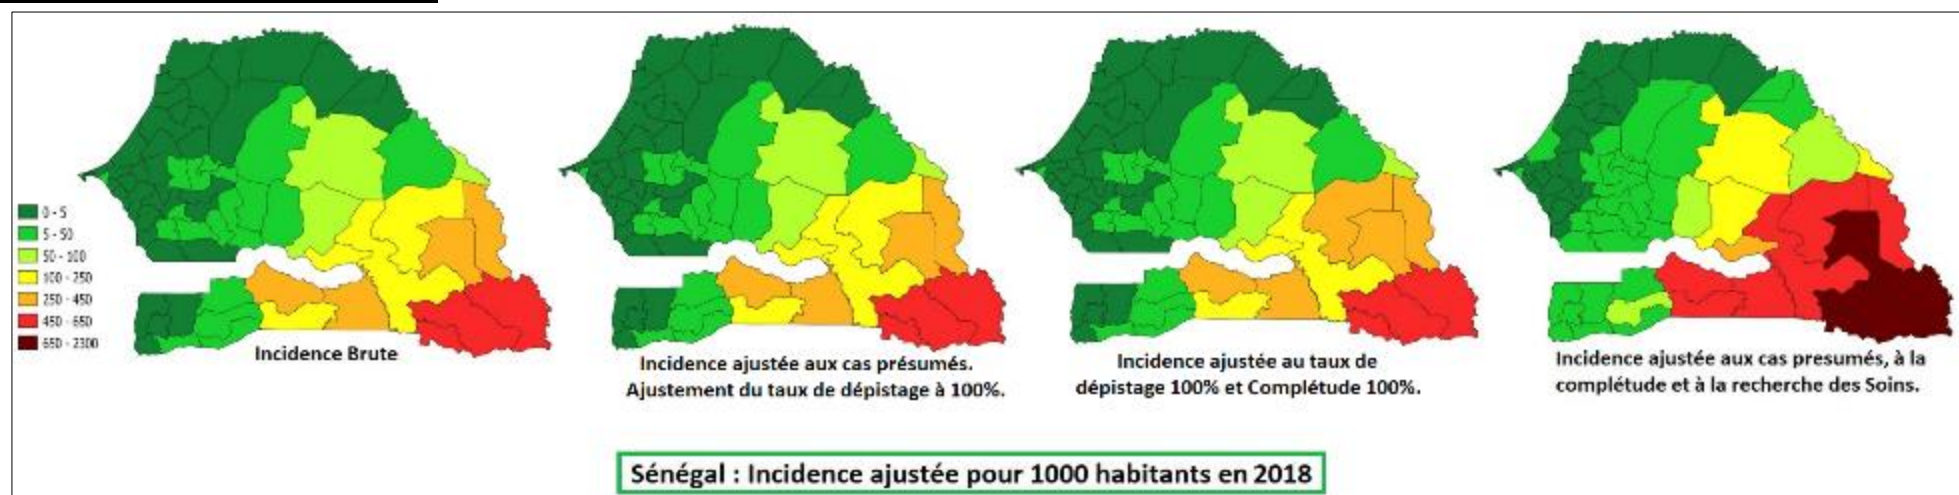 0 - 5
5 - 50
50 - 100
100 - 250
250 - 450
450 - 650
650 - 2300
Incidence Brute
Incidence ajustée aux cas présumés.
Ajustement du taux de dépistage à 100%.
Incidence ajustée au taux de
dépistage 100% et Complétude 100%.
Incidence ajustée aux cas presumés, à la
complétude et à la recherche des Soins.
Sénégal : Incidence ajustée pour 1000 habitants en 2018